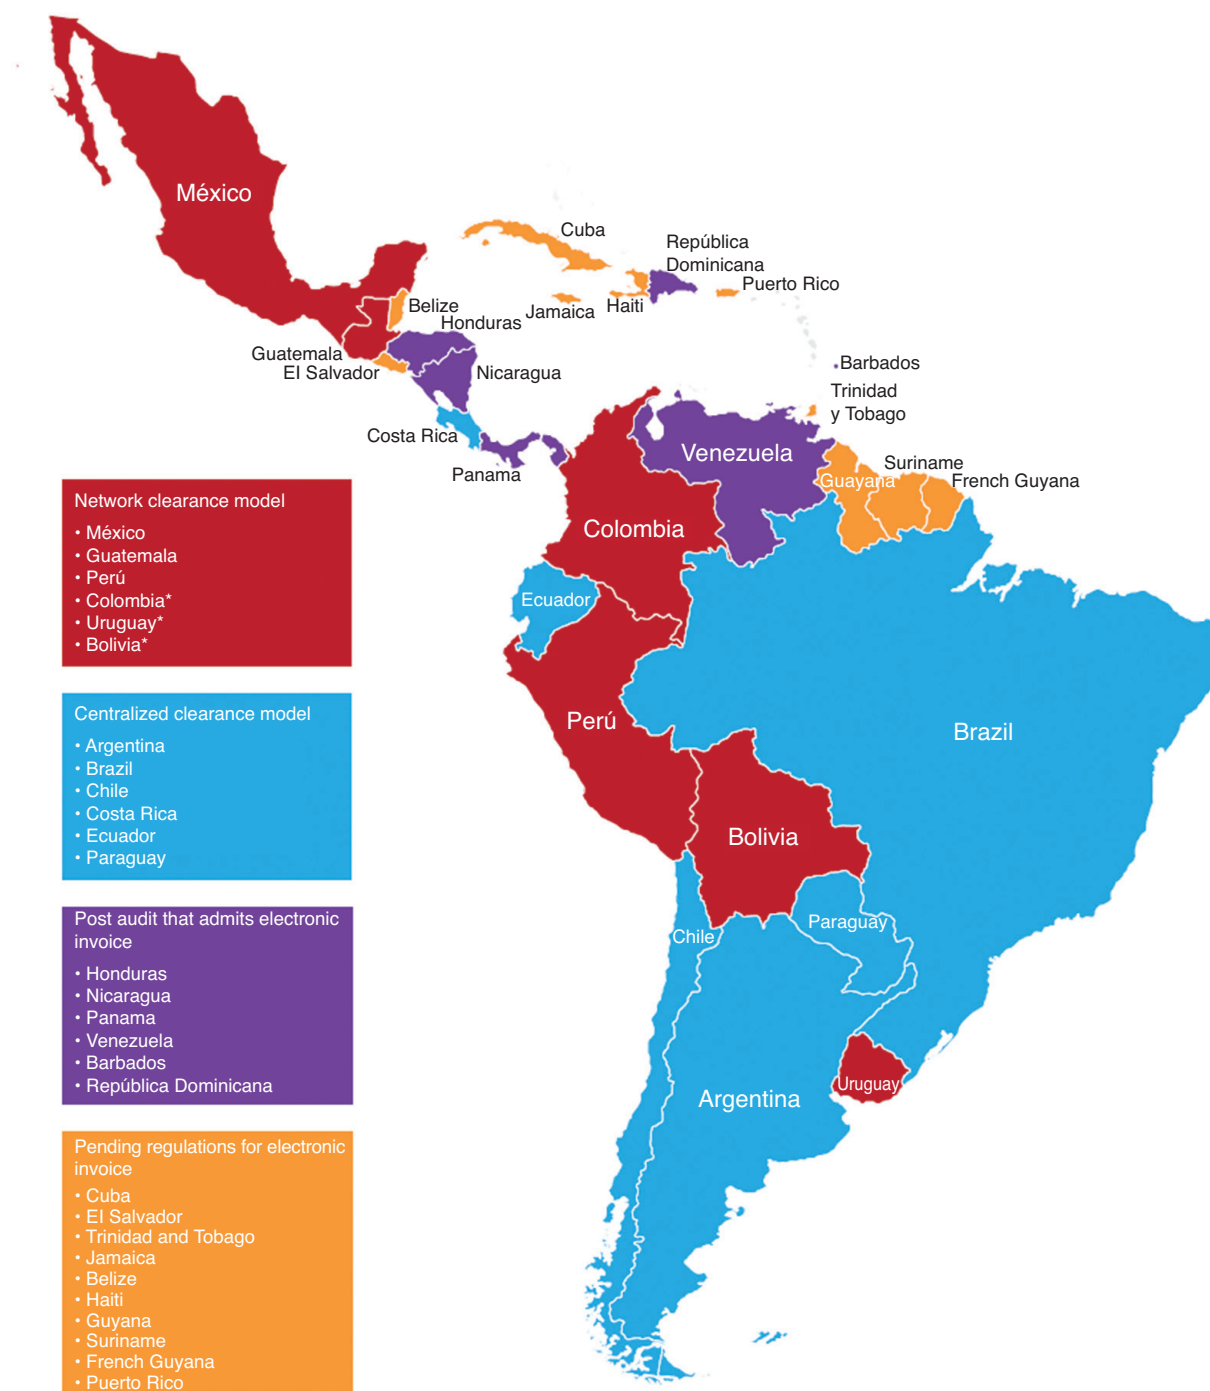 México
Cuba
República
Dominicana
Puerto Rico
Belize
Jamaica
Haiti
Honduras
Guatemala
El Salvador
Nicaragua
Barbados
Trinidad
y Tobago
Costa Rica
Panama
Venezuela
Guayana
Suriname
French Guyana
Colombia
Ecuador
Perú
Brazil
Bolivia
Paraguay
Chile
Uruguay
Argentina
Network clearance model
• México
• Guatemala
• Perú
• Colombia*
• Uruguay*
• Bolivia*
Centralized clearance model
• Argentina
• Brazil
• Chile
• Costa Rica
• Ecuador
• Paraguay
Post audit that admits electronic
invoice
• Honduras
• Nicaragua
• Panama
• Venezuela
• Barbados
• República Dominicana
Pending regulations for electronic
invoice
• Cuba
• El Salvador
• Trinidad and Tobago
• Jamaica
• Belize
• Haiti
• Guyana
• Suriname
• French Guyana
• Puerto Rico